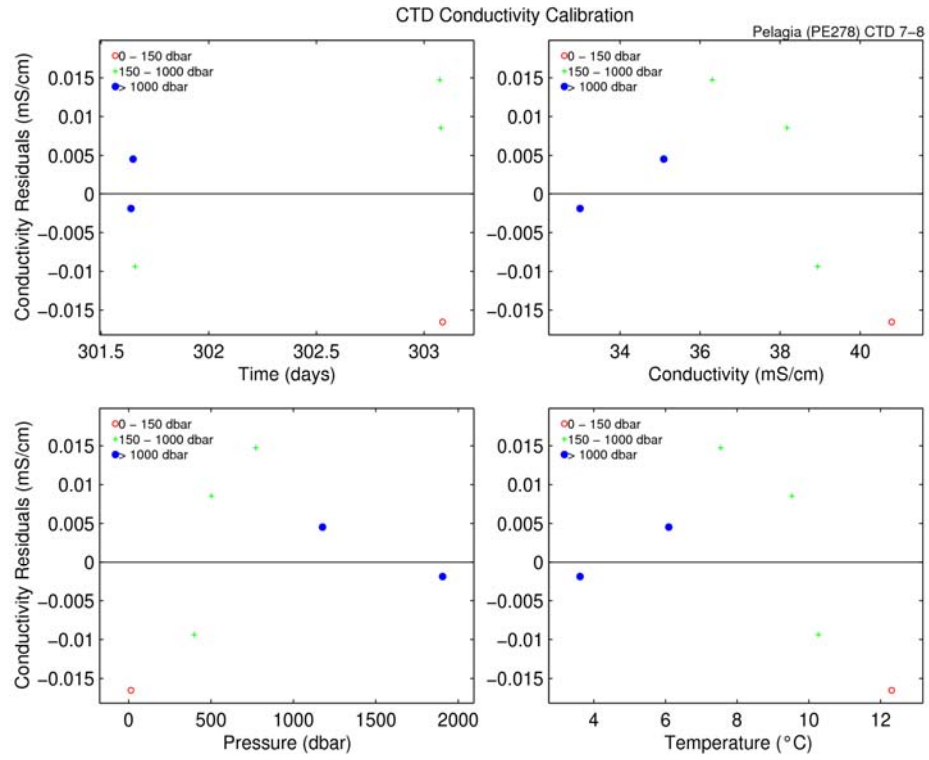 CTD Conductivity Calibration
Pelagia (PE278) CTD 7–8
0 – 150 dbar
150 – 1000 dbar
> 1000 dbar
0.015
0.01
0.005
0
−0.005
−0.01
−0.015
Conductivity Residuals (mS/cm)
301.5 302 302.5 303
Time (days)
0 – 150 dbar
150 – 1000 dbar
> 1000 dbar
0.015
0.01
0.005
0
−0.005
−0.01
−0.015
34 36 38 40
Conductivity (mS/cm)
0 – 150 dbar
150 – 1000 dbar
> 1000 dbar
0.015
0.01
0.005
0
−0.005
−0.01
−0.015
Conductivity Residuals (mS/cm)
0 500 1000 1500 2000
Pressure (dbar)
0 – 150 dbar
150 – 1000 dbar
> 1000 dbar
0.015
0.01
0.005
0
−0.005
−0.01
−0.015
4 6 8 10 12
Temperature (°C)